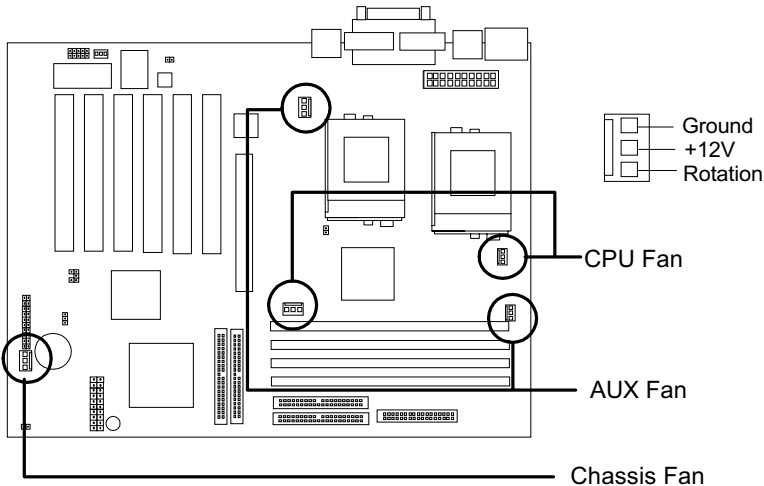 Ground
+12V
Rotation
CPU Fan
AUX Fan
Chassis Fan